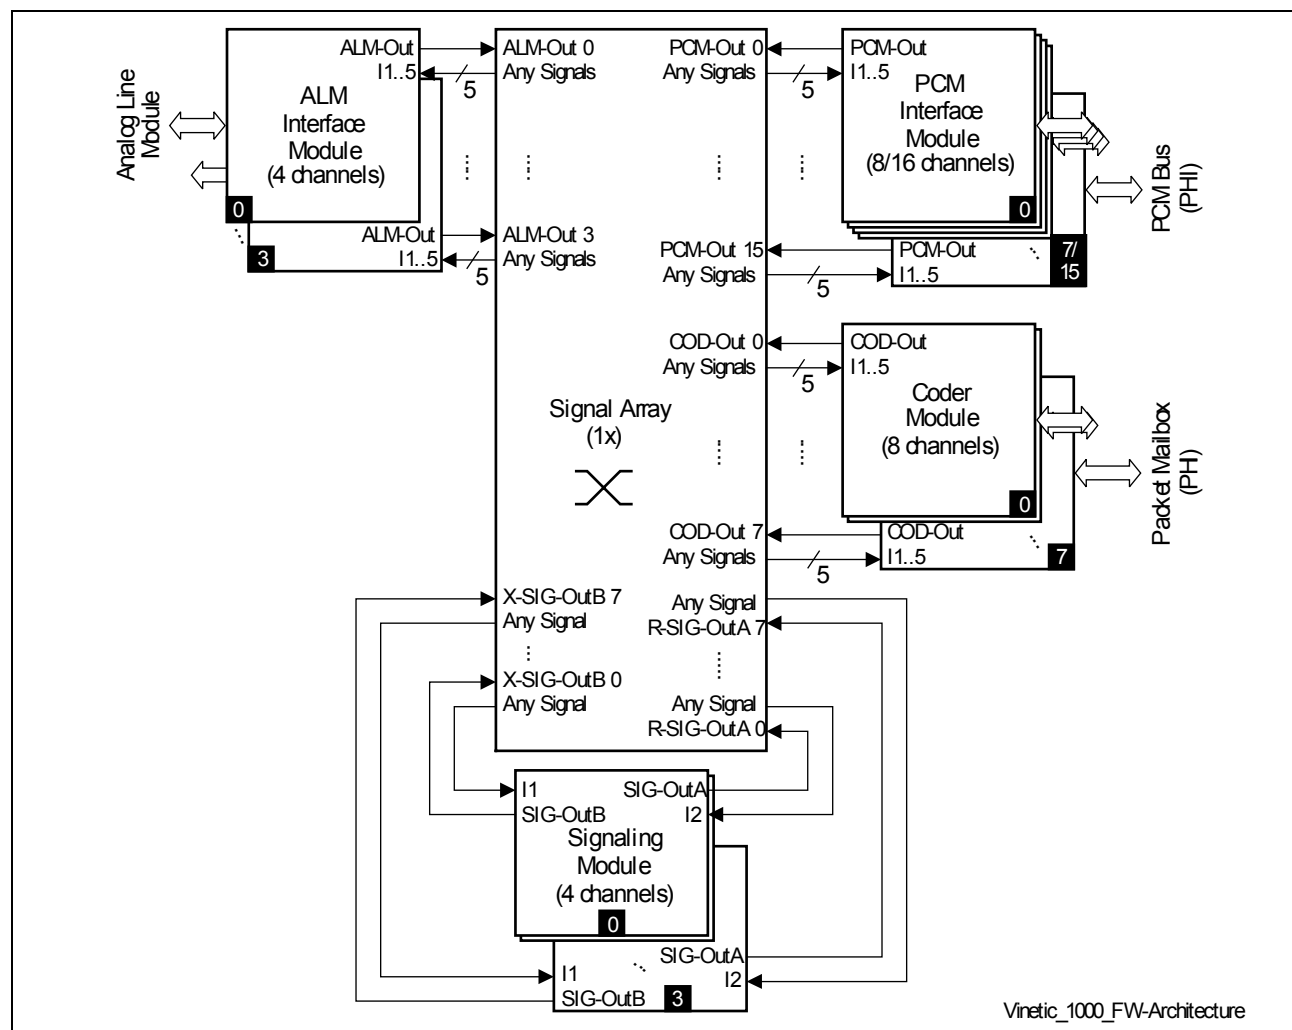 Analog Line
Module
ALM-Out
I1..5
ALM
Interface
Module
(4 channels)
0
ALM-Out
I1..5
3
5
5
ALM-Out 0
Any Signals
ALM-Out 3
Any Signals
PCM-Out 0
Any Signals
PCM-Out 15
Any Signals
COD-Out 0
Any Signals
Signal Array
(1x)
COD-Out 7
Any Signals
X-SIG-OutB 7
Any Signal
X-SIG-OutB 0
Any Signal
Any Signal
R-SIG-OutA 7
Any Signal
R-SIG-OutA 0
5
5
5
5
PCM-Out
I1..5
PCM
Interface
Module
(8/16 channels)
0
PCM-Out
I1..5
7/
15
PCM Bus
(PHI)
COD-Out
I1..5
Coder
Module
(8 channels)
0
COD-Out
I1..5
7
Packet Mailbox
(PHI)
I1
SIG-OutB
SIG-OutA
I2
Signaling
Module
(4 channels)
0
SIG-OutA
I2
I1
SIG-OutB
3
Vinetic_1000_FW-Architecture